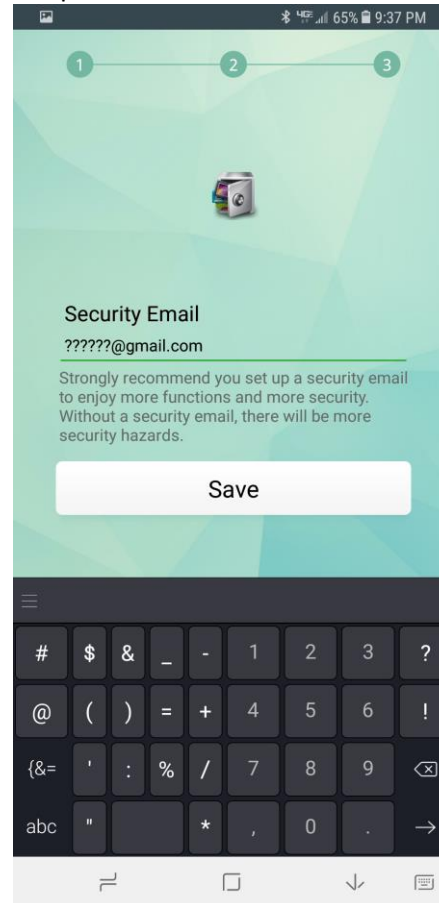 65% 9:37 PM
1 2 3
Security Email
??????@gmail.com
Strongly recommend you set up a security email
to enjoy more functions and more security.
Without a security email, there will be more
security hazards.
Save
# $ & _ - 1 2 3 ?
@ ( ) = + 4 5 6 !
{&= ' : % / 7 8 9
abc " * , 0 .